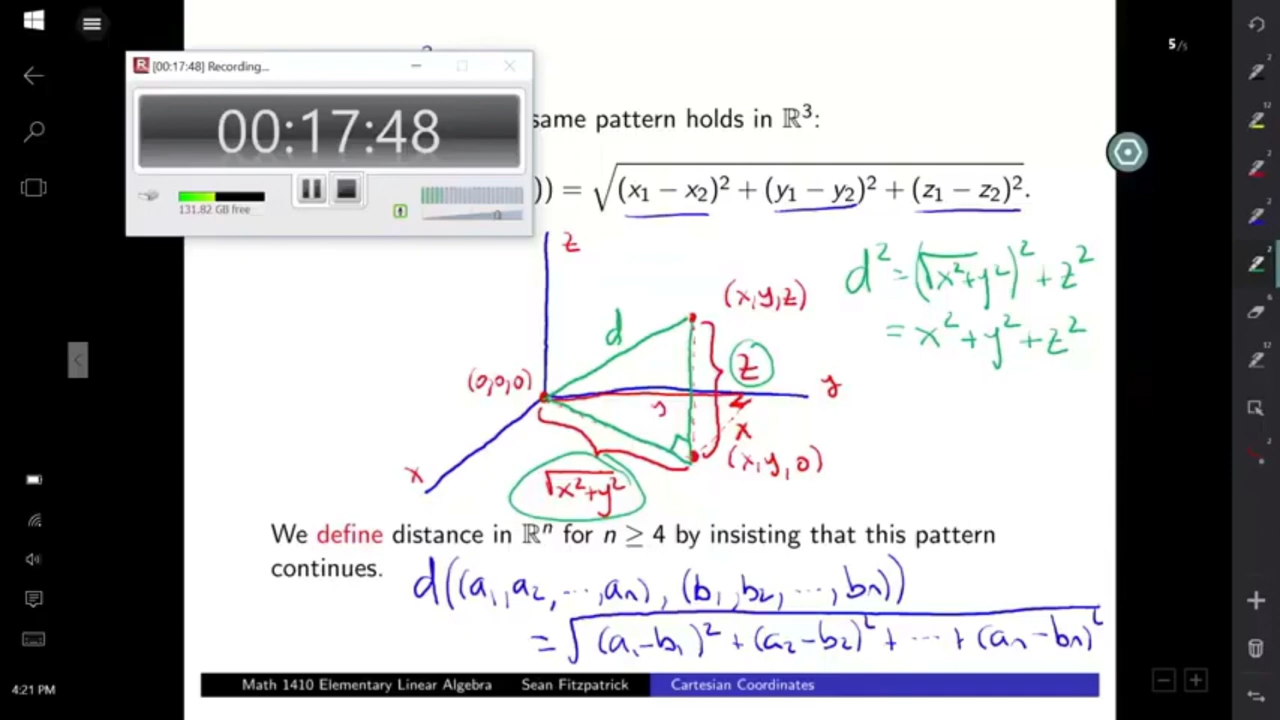 5/5
[00:17:48] Recording...
00:17:48
131.82 GB free
same pattern holds in ℝ³:
)) = √(x₁ − x₂)² + (y₁ − y₂)² + (z₁ − z₂)².
z
d² = (√x²+y²)² + z²
= x² + y² + z²
(x,y,z)
d
z
(0,0,0)
y
x
(x,y,0)
x
√x²+y²
We define distance in ℝⁿ for n ≥ 4 by insisting that this pattern
continues.
d((a₁,a₂,...,aₙ), (b₁,b₂,...,bₙ))
= √(a₁-b₁)² + (a₂-b₂)² + ... + (aₙ-bₙ)²
Math 1410 Elementary Linear Algebra Sean Fitzpatrick Cartesian Coordinates
4:21 PM